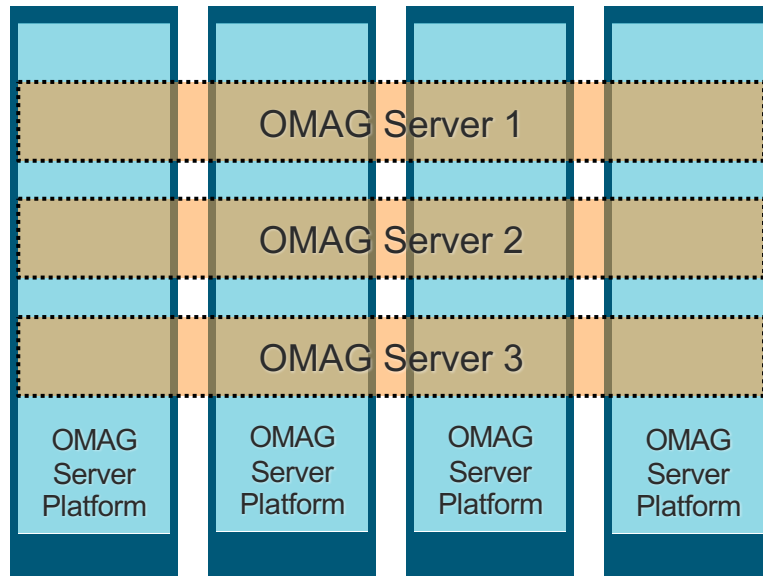 OMAG Server 1
OMAG Server 2
OMAG Server 3
OMAG
Server
Platform
OMAG
Server
Platform
OMAG
Server
Platform
OMAG
Server
Platform